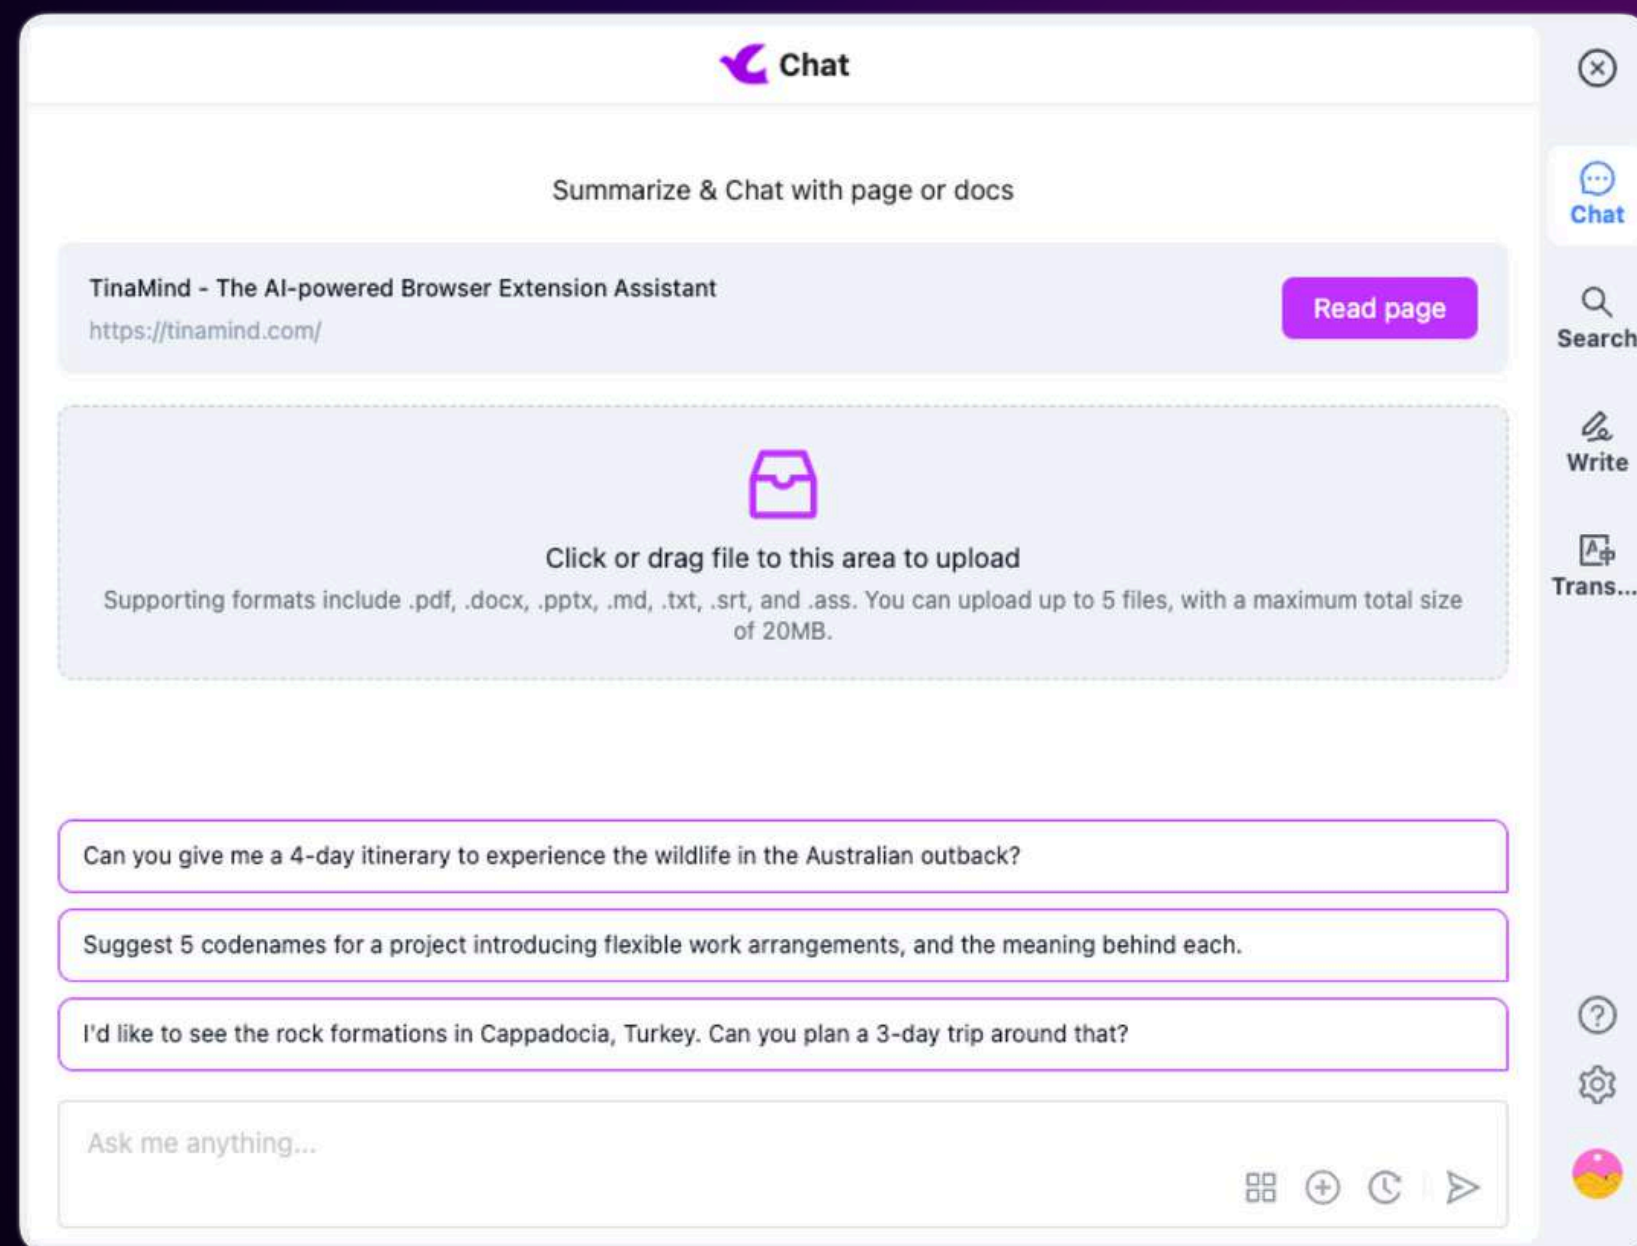 Chat
Summarize & Chat with page or docs
TinaMind - The AI-powered Browser Extension Assistant
https://tinamind.com/
Read page
Click or drag file to this area to upload
Supporting formats include .pdf, .docx, .pptx, .md, .txt, .srt, and .ass. You can upload up to 5 files, with a maximum total size
of 20MB.
Can you give me a 4-day itinerary to experience the wildlife in the Australian outback?
Suggest 5 codenames for a project introducing flexible work arrangements, and the meaning behind each.
I'd like to see the rock formations in Cappadocia, Turkey. Can you plan a 3-day trip around that?
Ask me anything...
Chat
Search
Write
Trans...